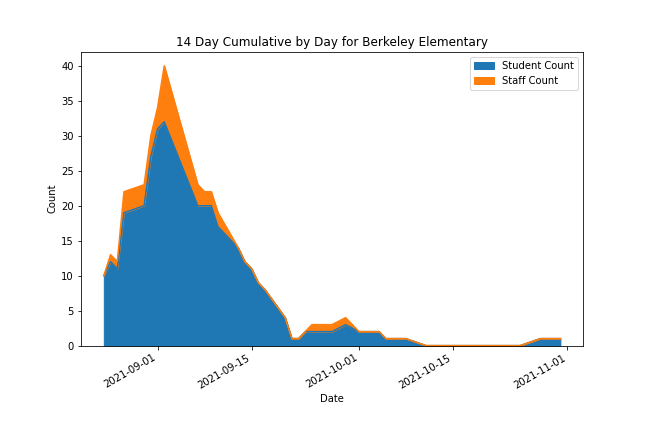 14 Day Cumulative by Day for Berkeley Elementary
Student Count
Staff Count
Count
40
35
30
25
20
15
10
5
0
2021-09-01
2021-09-15
2021-10-01
2021-10-15
2021-11-01
Date